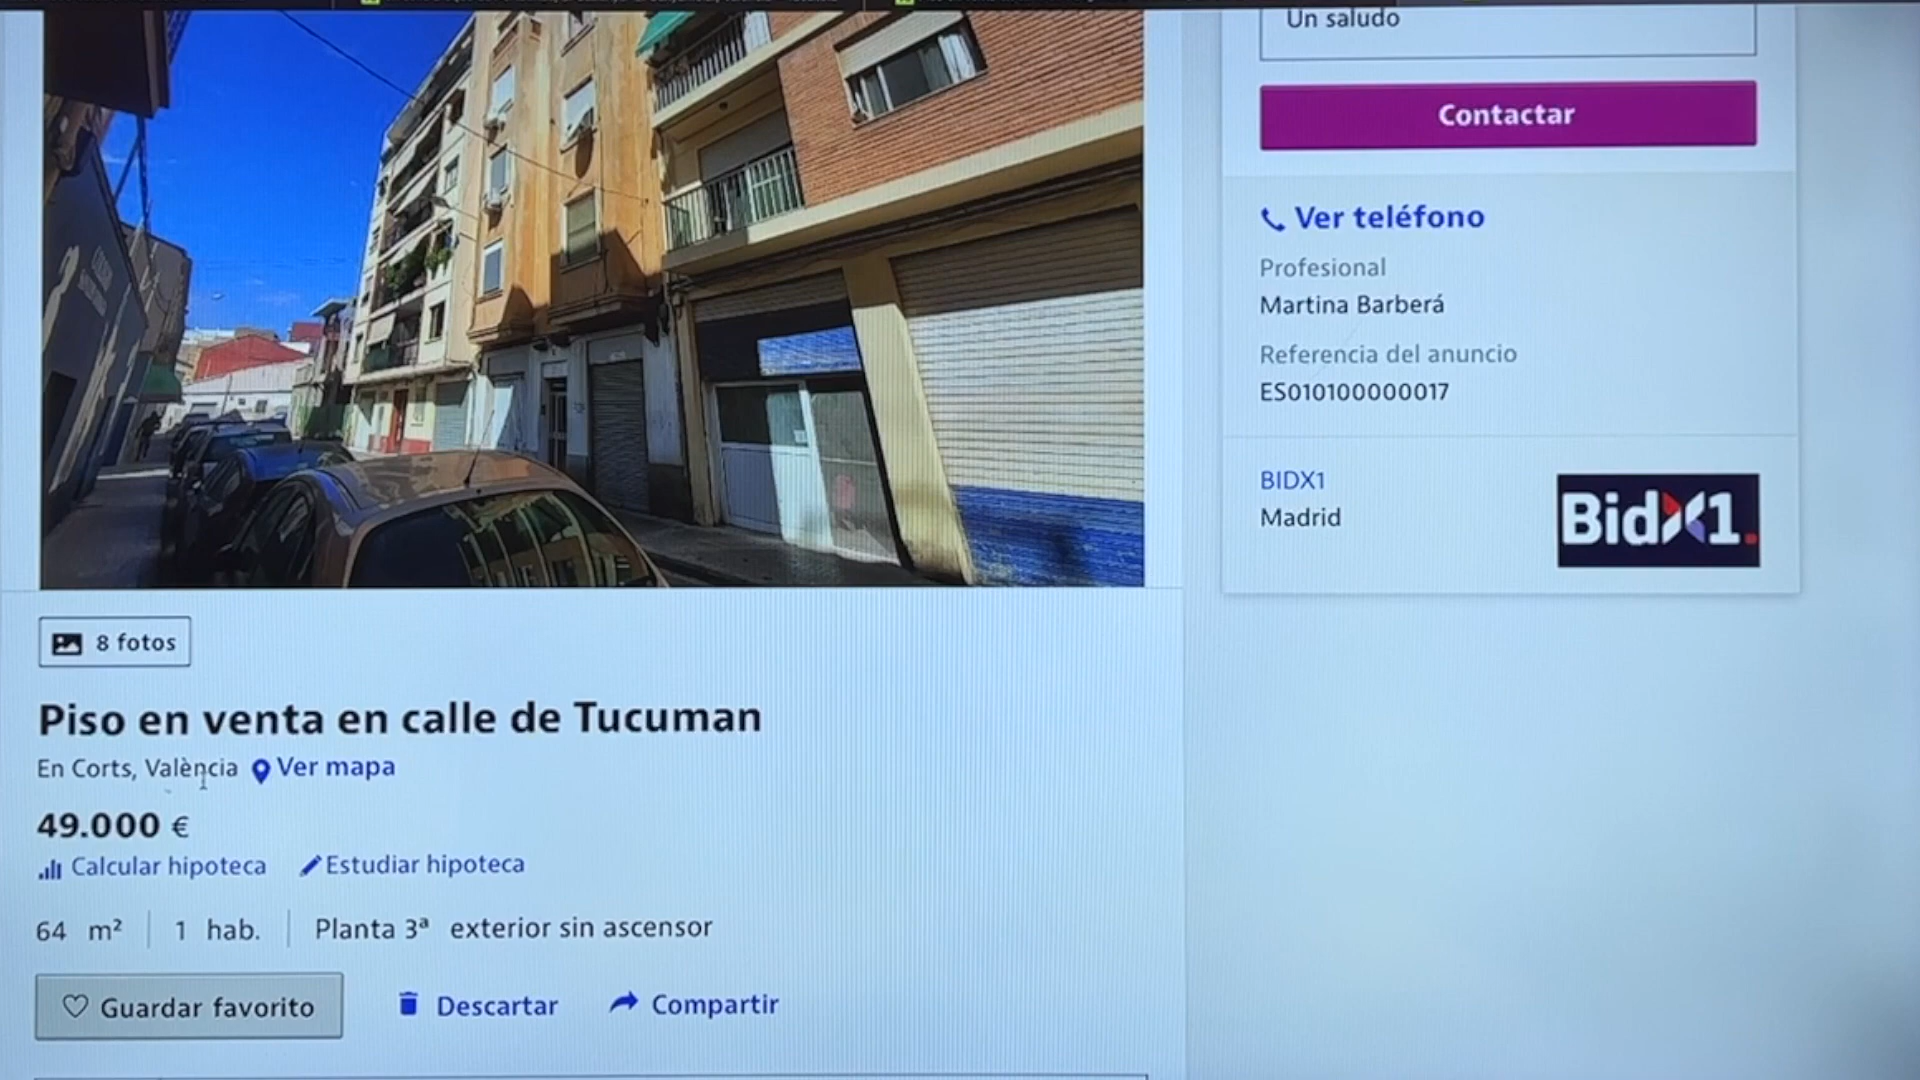 Un saludo
Contactar
Ver teléfono
Profesional
Martina Barberá
Referencia del anuncio
ES010100000017
BIDX1
Madrid
BidX1.
8 fotos
Piso en venta en calle de Tucuman
En Corts, València Ver mapa
49.000 €
Calcular hipoteca Estudiar hipoteca
64 m² 1 hab. Planta 3ª exterior sin ascensor
Guardar favorito Descartar Compartir